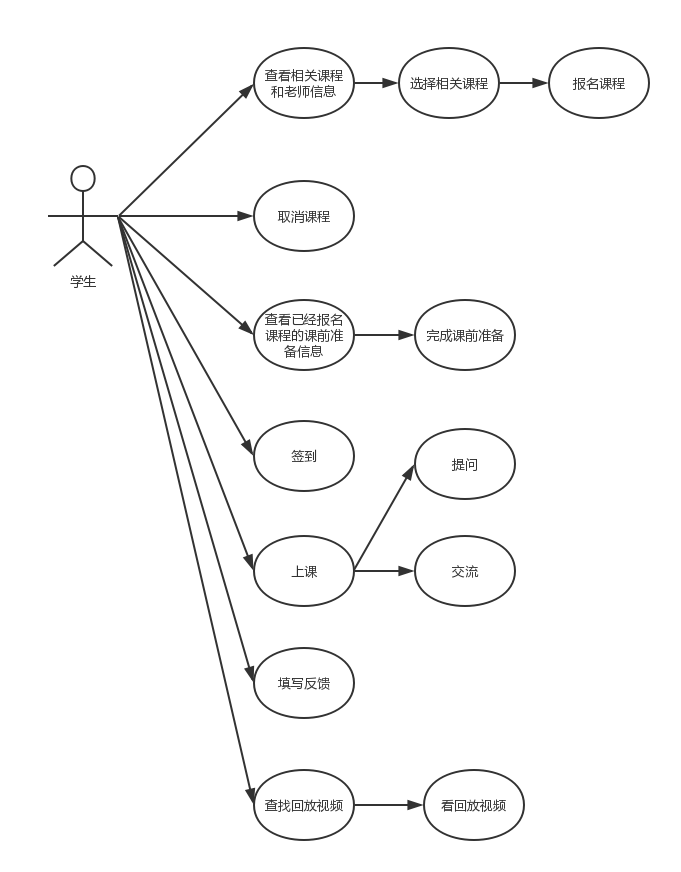 查看相关课程
和老师信息
选择相关课程
报名课程
学生
取消课程
查看已经报名
课程的课前准
备信息
完成课前准备
签到
提问
上课
交流
填写反馈
查找回放视频
看回放视频